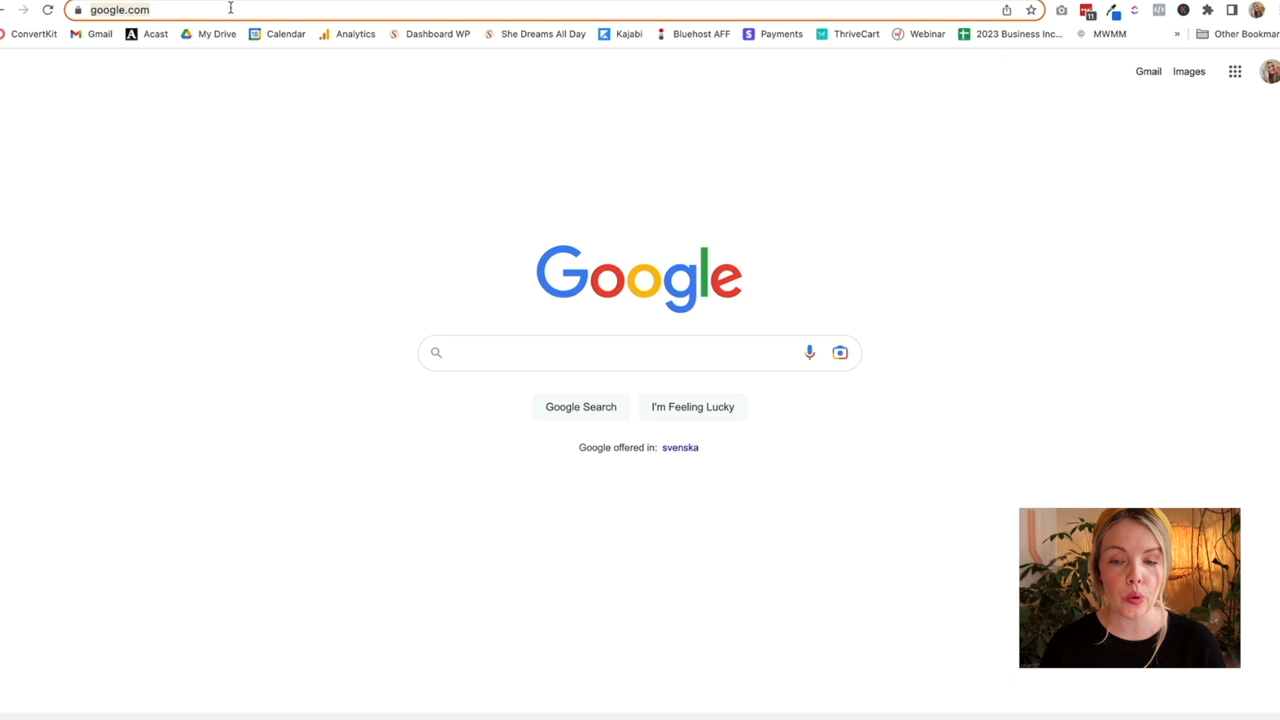 google.com
11
ConvertKit Gmail Acast My Drive Calendar Analytics Dashboard WP She Dreams All Day Kajabi Bluehost AFF Payments ThriveCart Webinar 2023 Business Inc... MWMM » Other Bookmar
Gmail Images
Google
Google Search I'm Feeling Lucky
Google offered in: svenska